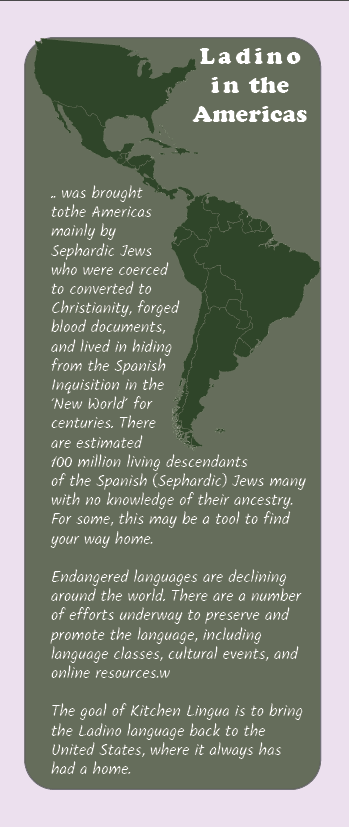 Ladino
in the
Americas
.. was brought
tothe Americas
mainly by
Sephardic Jews
who were coerced
to converted to
Christianity, forged
blood documents,
and lived in hiding
from the Spanish
Inquisition in the
'New World' for
centuries. There
are estimated
100 million living descendants
of the Spanish (Sephardic) Jews many
with no knowledge of their ancestry.
For some, this may be a tool to find
your way home.
Endangered languages are declining
around the world. There are a number
of efforts underway to preserve and
promote the language, including
language classes, cultural events, and
online resources.w
The goal of Kitchen Lingua is to bring
the Ladino language back to the
United States, where it always has
had a home.